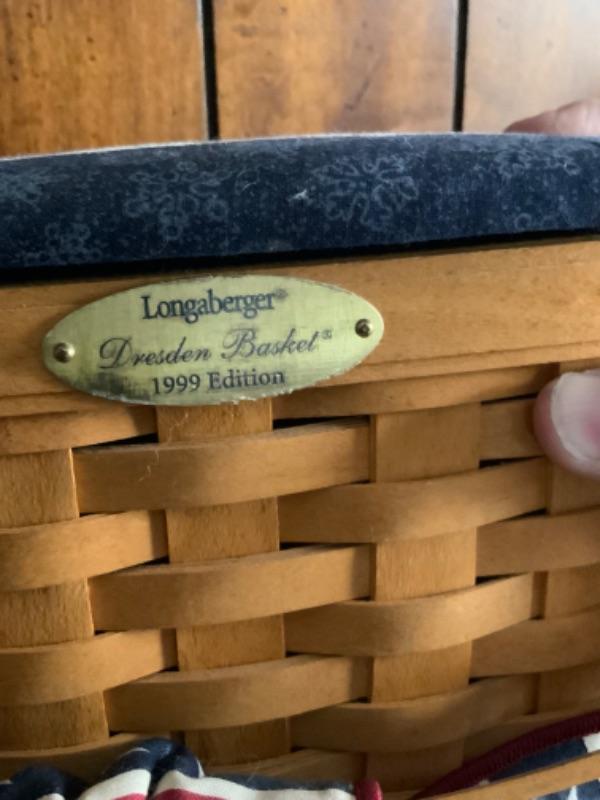 Longaberger®
Dresden Basket®
1999 Edition